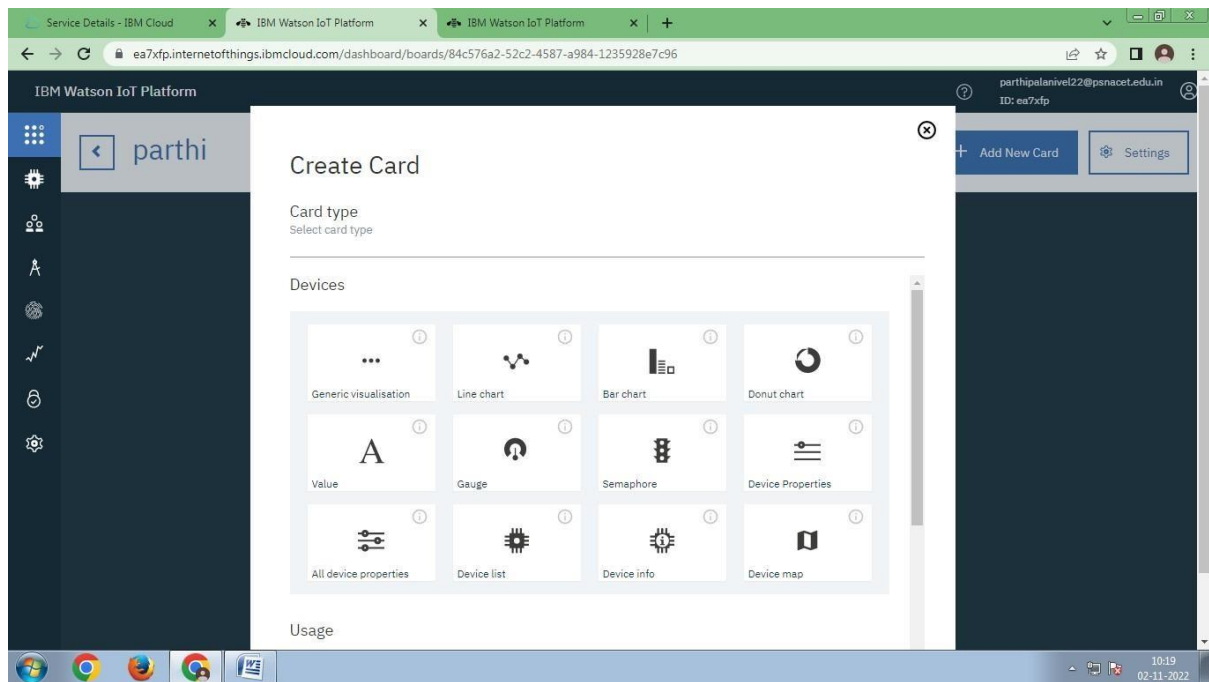 Service Details - IBM Cloud
IBM Watson IoT Platform
IBM Watson IoT Platform
ea7xfp.internetofthings.ibmcloud.com/dashboard/boards/84c576a2-52c2-4587-a984-1235928e7c96
IBM Watson IoT Platform
parthipalanivel22@psnacet.edu.in
ID: ea7xfp
parthi
Add New Card
Settings
Create Card
Card type
Select card type
Devices
Generic visualisation
Line chart
Bar chart
Donut chart
A
Value
Gauge
Semaphore
Device Properties
All device properties
Device list
Device info
Device map
Usage
10:19
02-11-2022